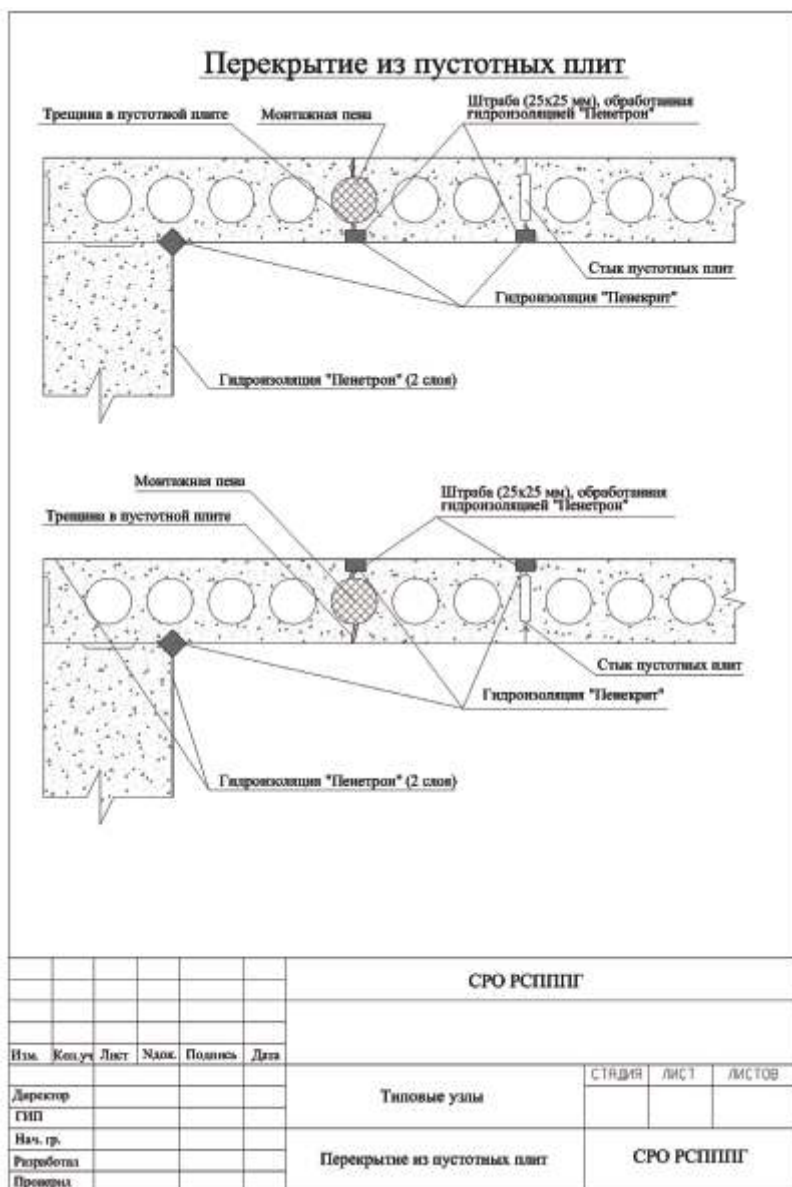 Перекрытие из пустотных плит
Трещина в пустотной плите
Монтажная пена
Штраба (25х25 мм), обработанная
гидроизоляцией "Пенетрон"
Стык пустотных плит
Гидроизоляция "Пенекрит"
Гидроизоляция "Пенетрон" (2 слоя)
Монтажная пена
Трещина в пустотной плите
Штраба (25х25 мм), обработанная
гидроизоляцией "Пенетрон"
Стык пустотных плит
Гидроизоляция "Пенекрит"
Гидроизоляция "Пенетрон" (2 слоя)
СРО РСПППГ
Изм. Кол.уч Лист Nдок. Подпись Дата
Типовые узлы
СТАДИЯ ЛИСТ ЛИСТОВ
Директор
ГИП
Нач. гр.
Разработал
Проверил
Перекрытие из пустотных плит
СРО РСПППГ